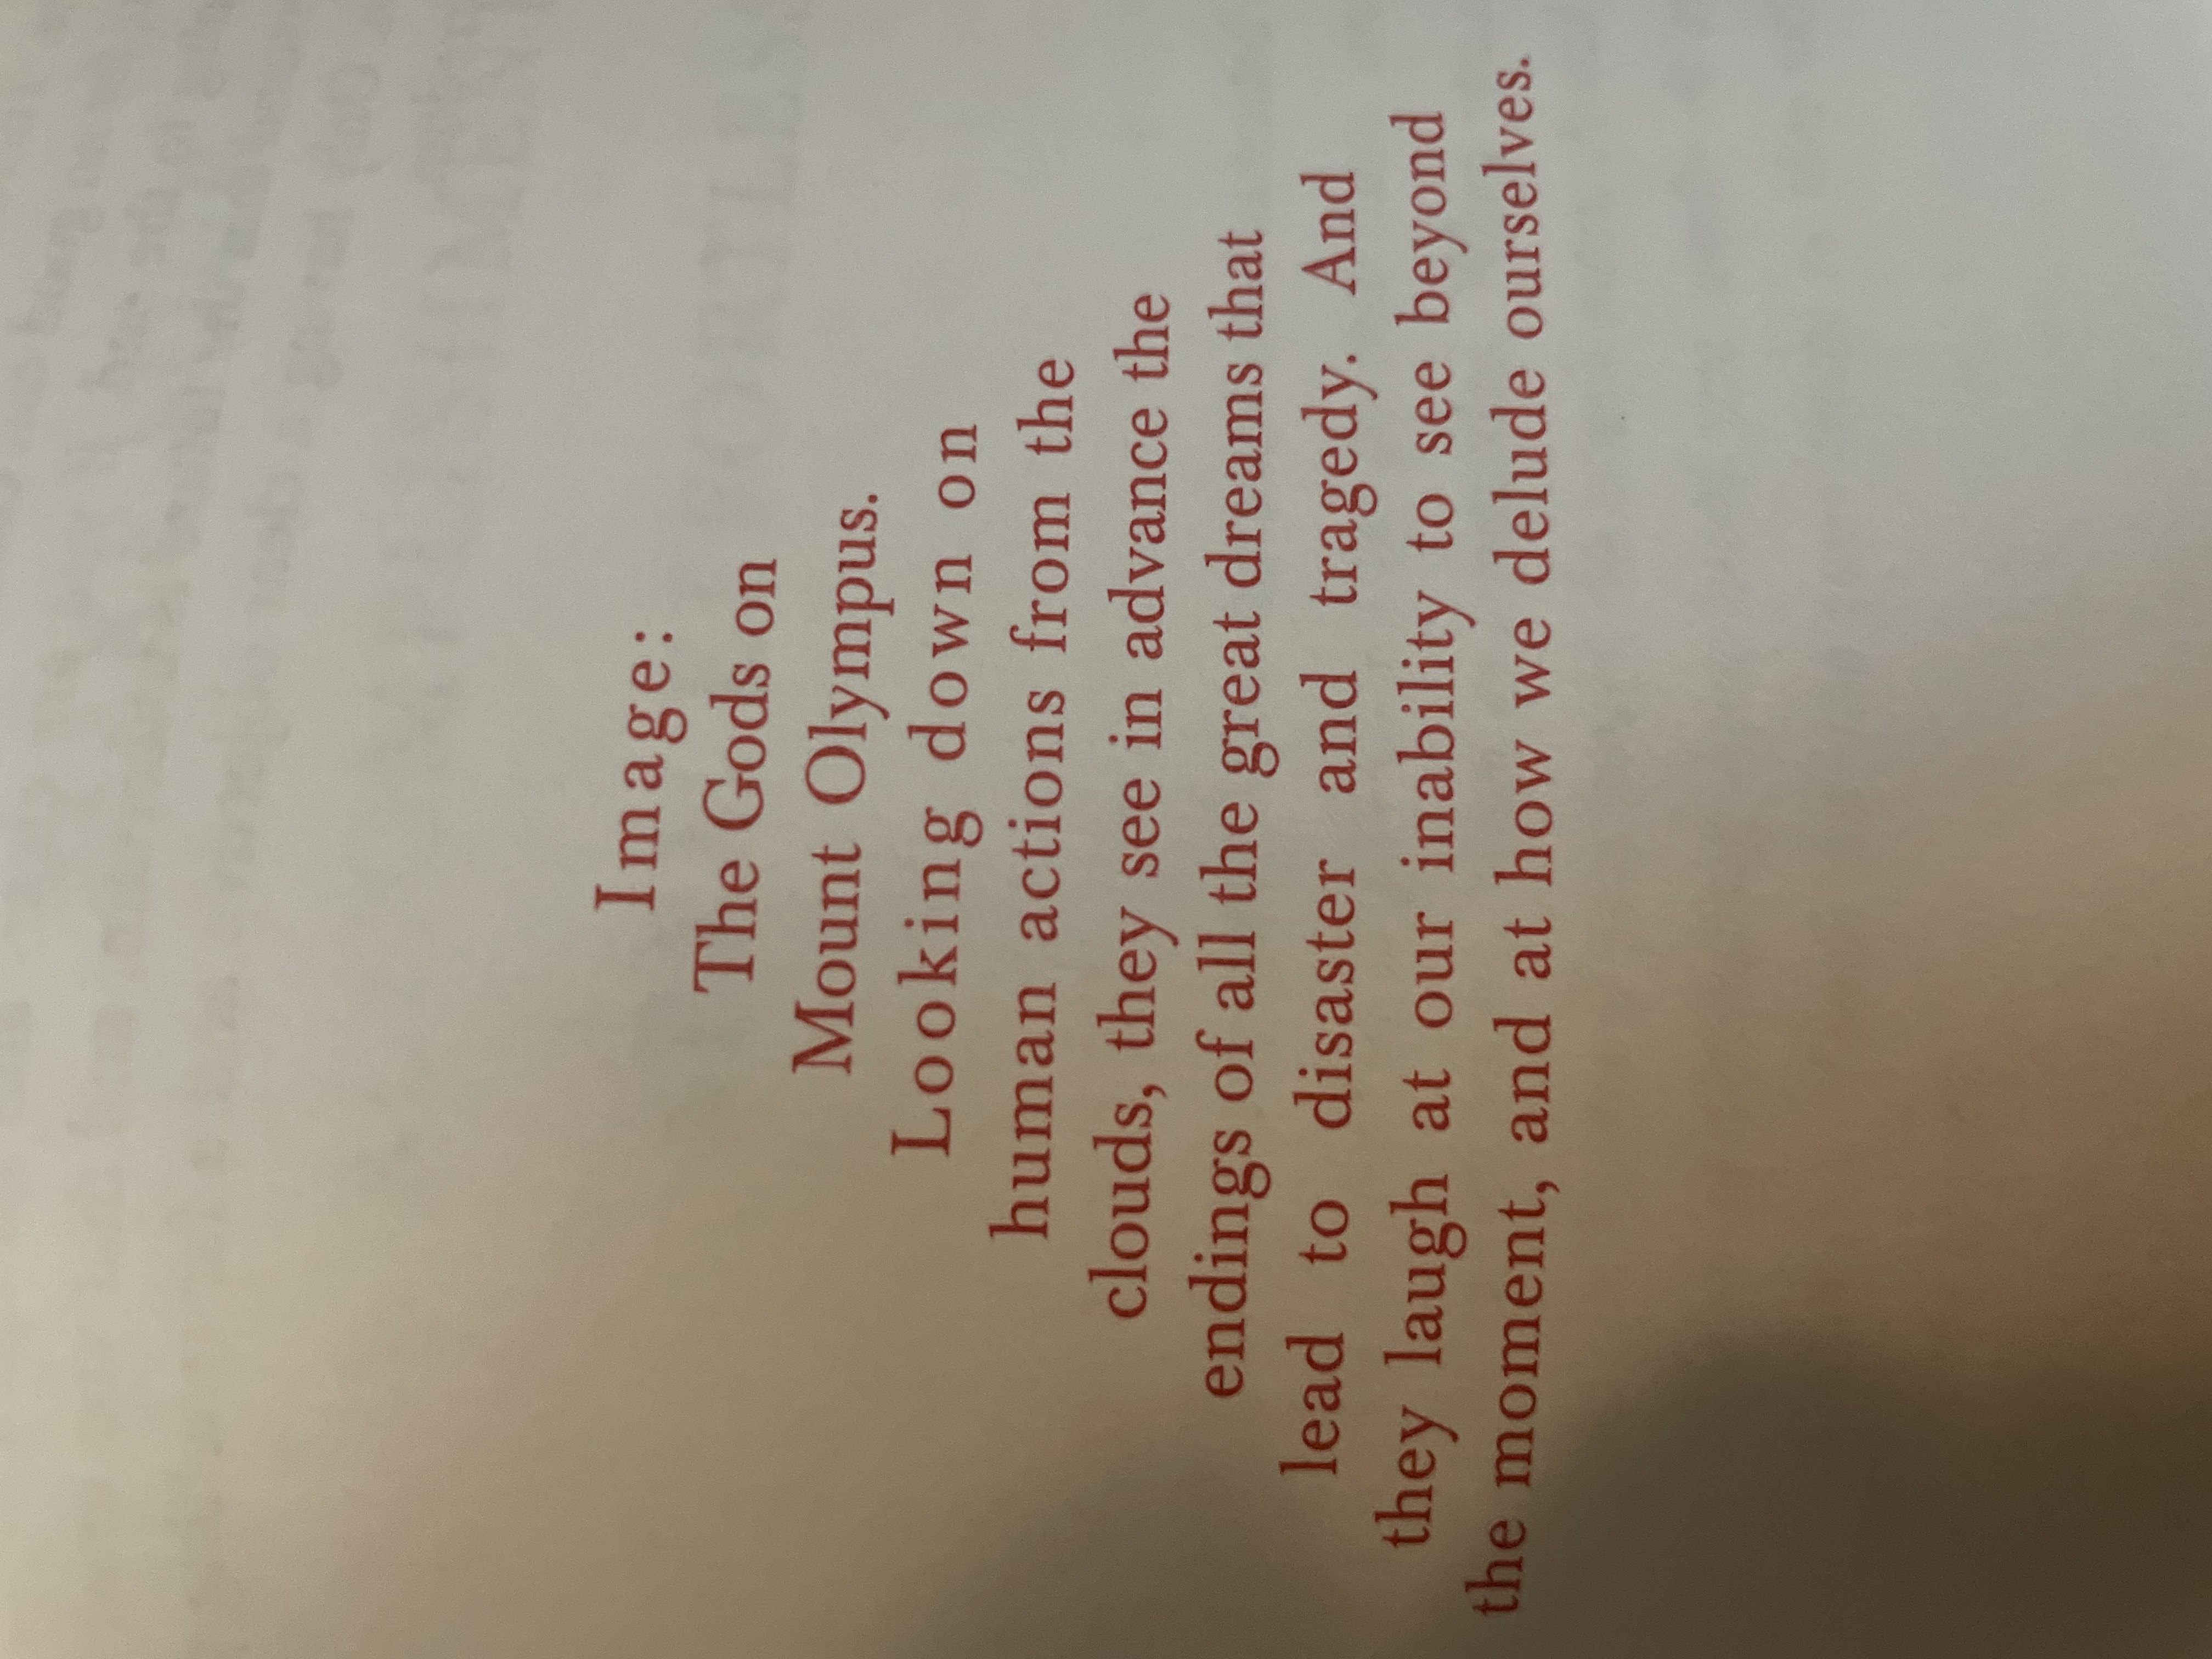 Image:
The Gods on
Mount Olympus.
Looking down on
human actions from the
clouds, they see in advance the
endings of all the great dreams that
lead to disaster and tragedy. And
they laugh at our inability to see beyond
the moment, and at how we delude ourselves.